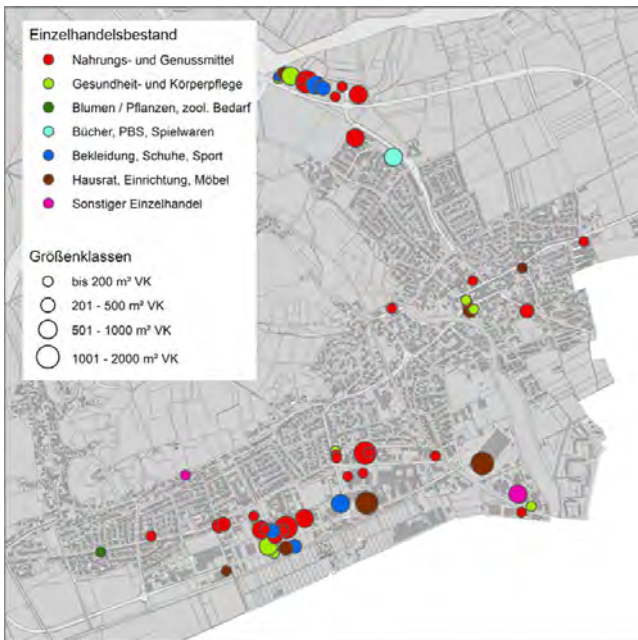 Einzelhandelsbestand
Nahrungs- und Genussmittel
Gesundheit- und Körperpflege
Blumen / Pflanzen, zool. Bedarf
Bücher, PBS, Spielwaren
Bekleidung, Schuhe, Sport
Hausrat, Einrichtung, Möbel
Sonstiger Einzelhandel
Größenklassen
bis 200 m² VK
201 - 500 m² VK
501 - 1000 m² VK
1001 - 2000 m² VK